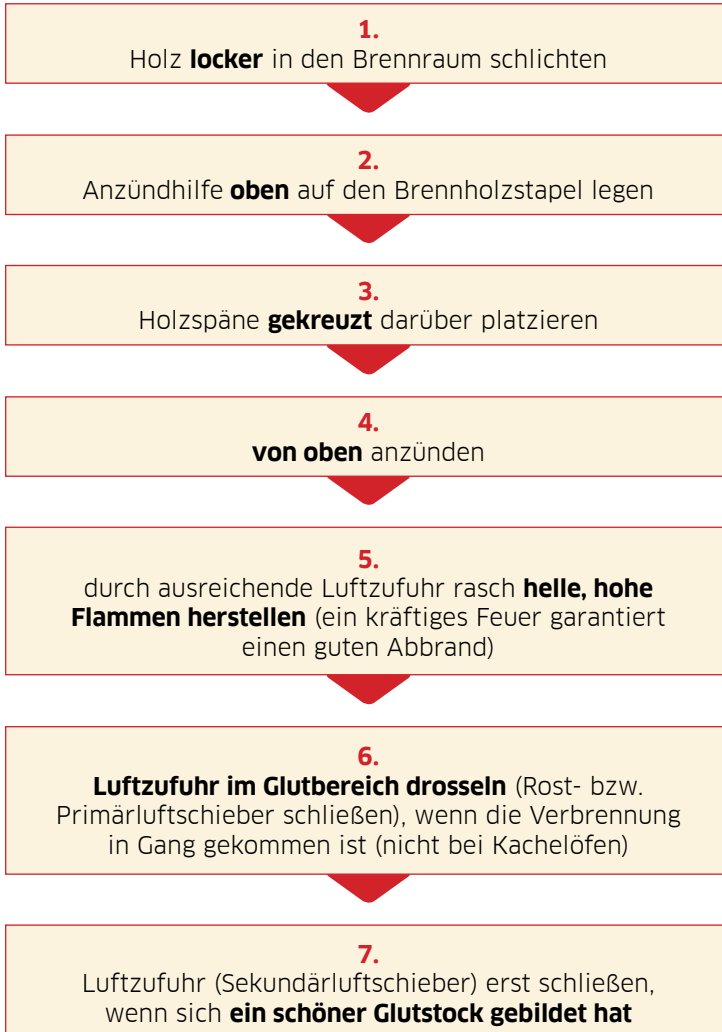 1.
Holz locker in den Brennraum schlichten
2.
Anzündhilfe oben auf den Brennholzstapel legen
3.
Holzspäne gekreuzt darüber platzieren
4.
von oben anzünden
5.
durch ausreichende Luftzufuhr rasch helle, hohe
Flammen herstellen (ein kräftiges Feuer garantiert
einen guten Abbrand)
6.
Luftzufuhr im Glutbereich drosseln (Rost- bzw.
Primärluftschieber schließen), wenn die Verbrennung
in Gang gekommen ist (nicht bei Kachelöfen)
7.
Luftzufuhr (Sekundärluftschieber) erst schließen,
wenn sich ein schöner Glutstock gebildet hat